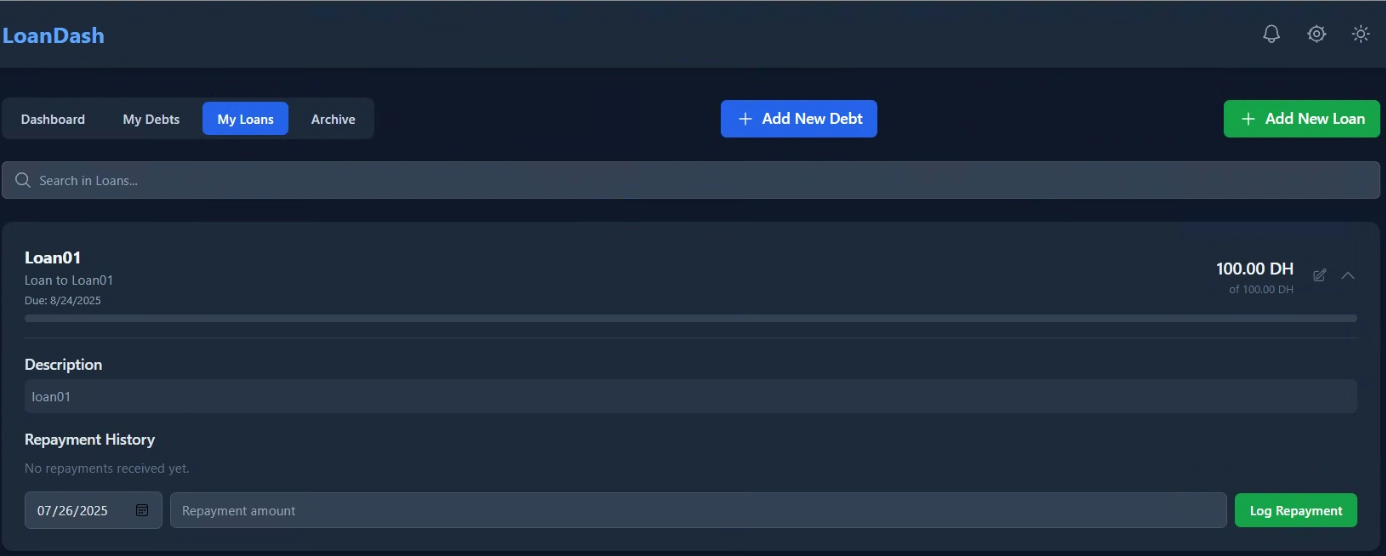 LoanDash
Dashboard My Debts My Loans Archive + Add New Debt + Add New Loan
Search in Loans...
Loan01
Loan to Loan01
Due: 8/24/2025
100.00 DH
of 100.00 DH
Description
loan01
Repayment History
No repayments received yet.
07/26/2025 Repayment amount Log Repayment